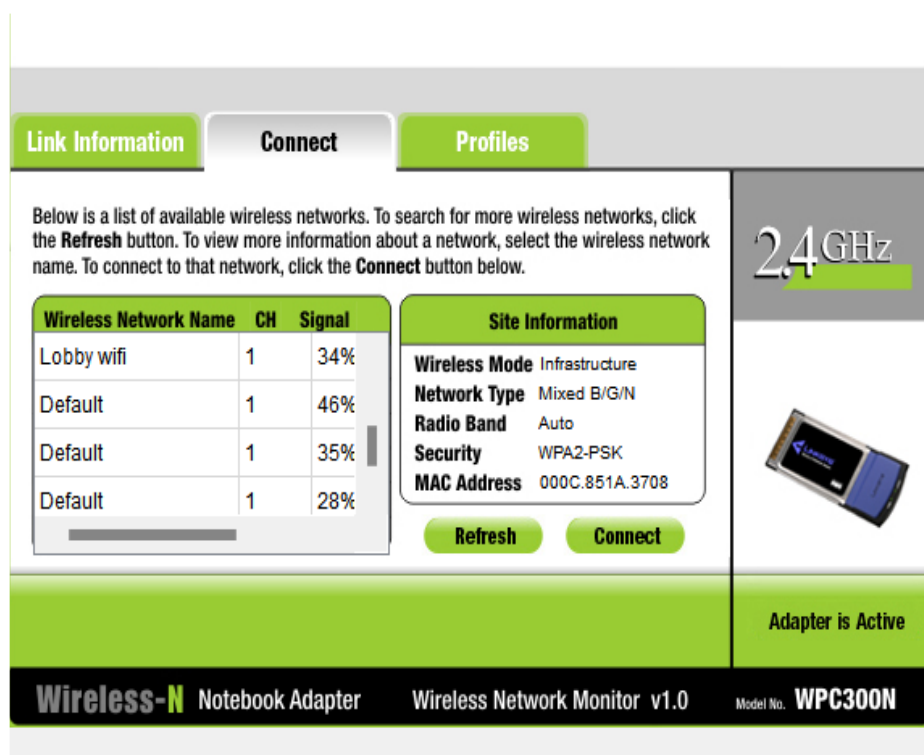 Link Information
Connect
Profiles
Below is a list of available wireless networks. To search for more wireless networks, click
the Refresh button. To view more information about a network, select the wireless network
name. To connect to that network, click the Connect button below.
2.4GHz
Wireless Network Name CH Signal
Lobby wifi 1 34%
Default 1 46%
Default 1 35%
Default 1 28%
Site Information
Wireless Mode Infrastructure
Network Type Mixed B/G/N
Radio Band Auto
Security WPA2-PSK
MAC Address 000C.851A.3708
Refresh
Connect
LINKSYS
Adapter is Active
Wireless-N Notebook Adapter
Wireless Network Monitor v1.0
Model No. WPC300N